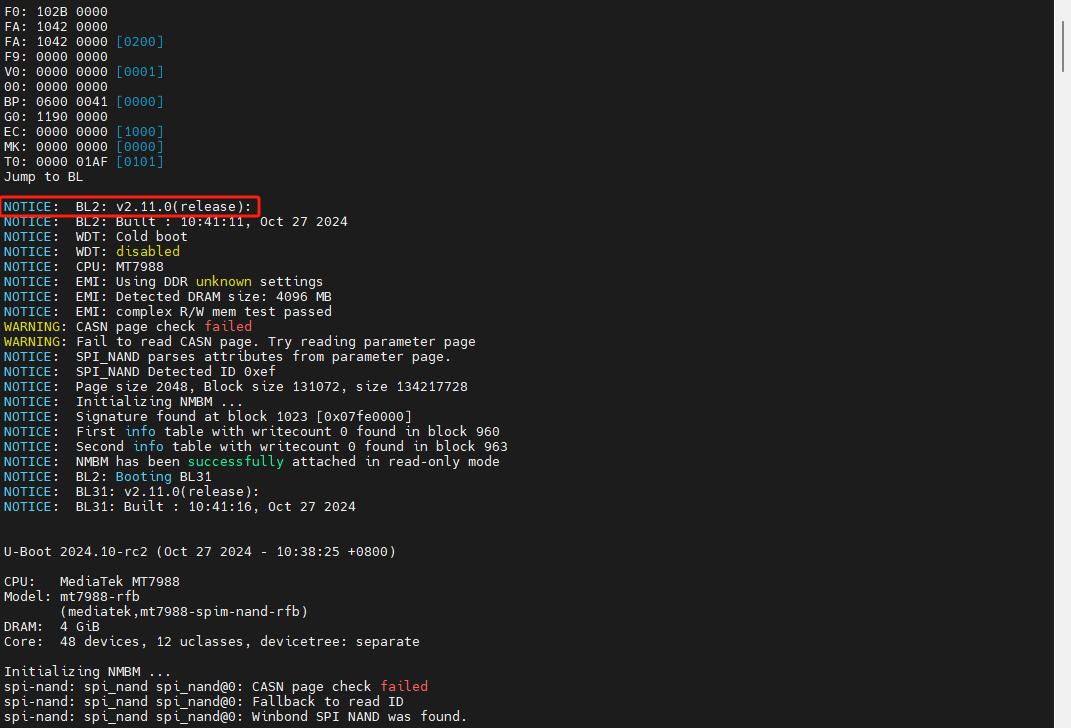 F0: 102B 0000
FA: 1042 0000
FA: 1042 0000 [0200]
F9: 0000 0000
V0: 0000 0000 [0001]
00: 0000 0000
BP: 0600 0041 [0000]
G0: 1190 0000
EC: 0000 0000 [1000]
MK: 0000 0000 [0000]
T0: 0000 01AF [0101]
Jump to BL
NOTICE:  BL2: v2.11.0(release):
NOTICE:  BL2: Built : 10:41:11, Oct 27 2024
NOTICE:  WDT: Cold boot
NOTICE:  WDT: disabled
NOTICE:  CPU: MT7988
NOTICE:  EMI: Using DDR unknown settings
NOTICE:  EMI: Detected DRAM size: 4096 MB
NOTICE:  EMI: complex R/W mem test passed
WARNING: CASN page check failed
WARNING: Fail to read CASN page. Try reading parameter page
NOTICE:  SPI_NAND parses attributes from parameter page.
NOTICE:  SPI_NAND Detected ID 0xef
NOTICE:  Page size 2048, Block size 131072, size 134217728
NOTICE:  Initializing NMBM ...
NOTICE:  Signature found at block 1023 [0x07fe0000]
NOTICE:  First info table with writecount 0 found in block 960
NOTICE:  Second info table with writecount 0 found in block 963
NOTICE:  NMBM has been successfully attached in read-only mode
NOTICE:  BL2: Booting BL31
NOTICE:  BL31: v2.11.0(release):
NOTICE:  BL31: Built : 10:41:16, Oct 27 2024
U-Boot 2024.10-rc2 (Oct 27 2024 - 10:38:25 +0800)
CPU:   MediaTek MT7988
Model: mt7988-rfb
(mediatek,mt7988-spim-nand-rfb)
DRAM:  4 GiB
Core:  48 devices, 12 uclasses, devicetree: separate
Initializing NMBM ...
spi-nand: spi_nand spi_nand@0: CASN page check failed
spi-nand: spi_nand spi_nand@0: Fallback to read ID
spi-nand: spi_nand spi_nand@0: Winbond SPI NAND was found.